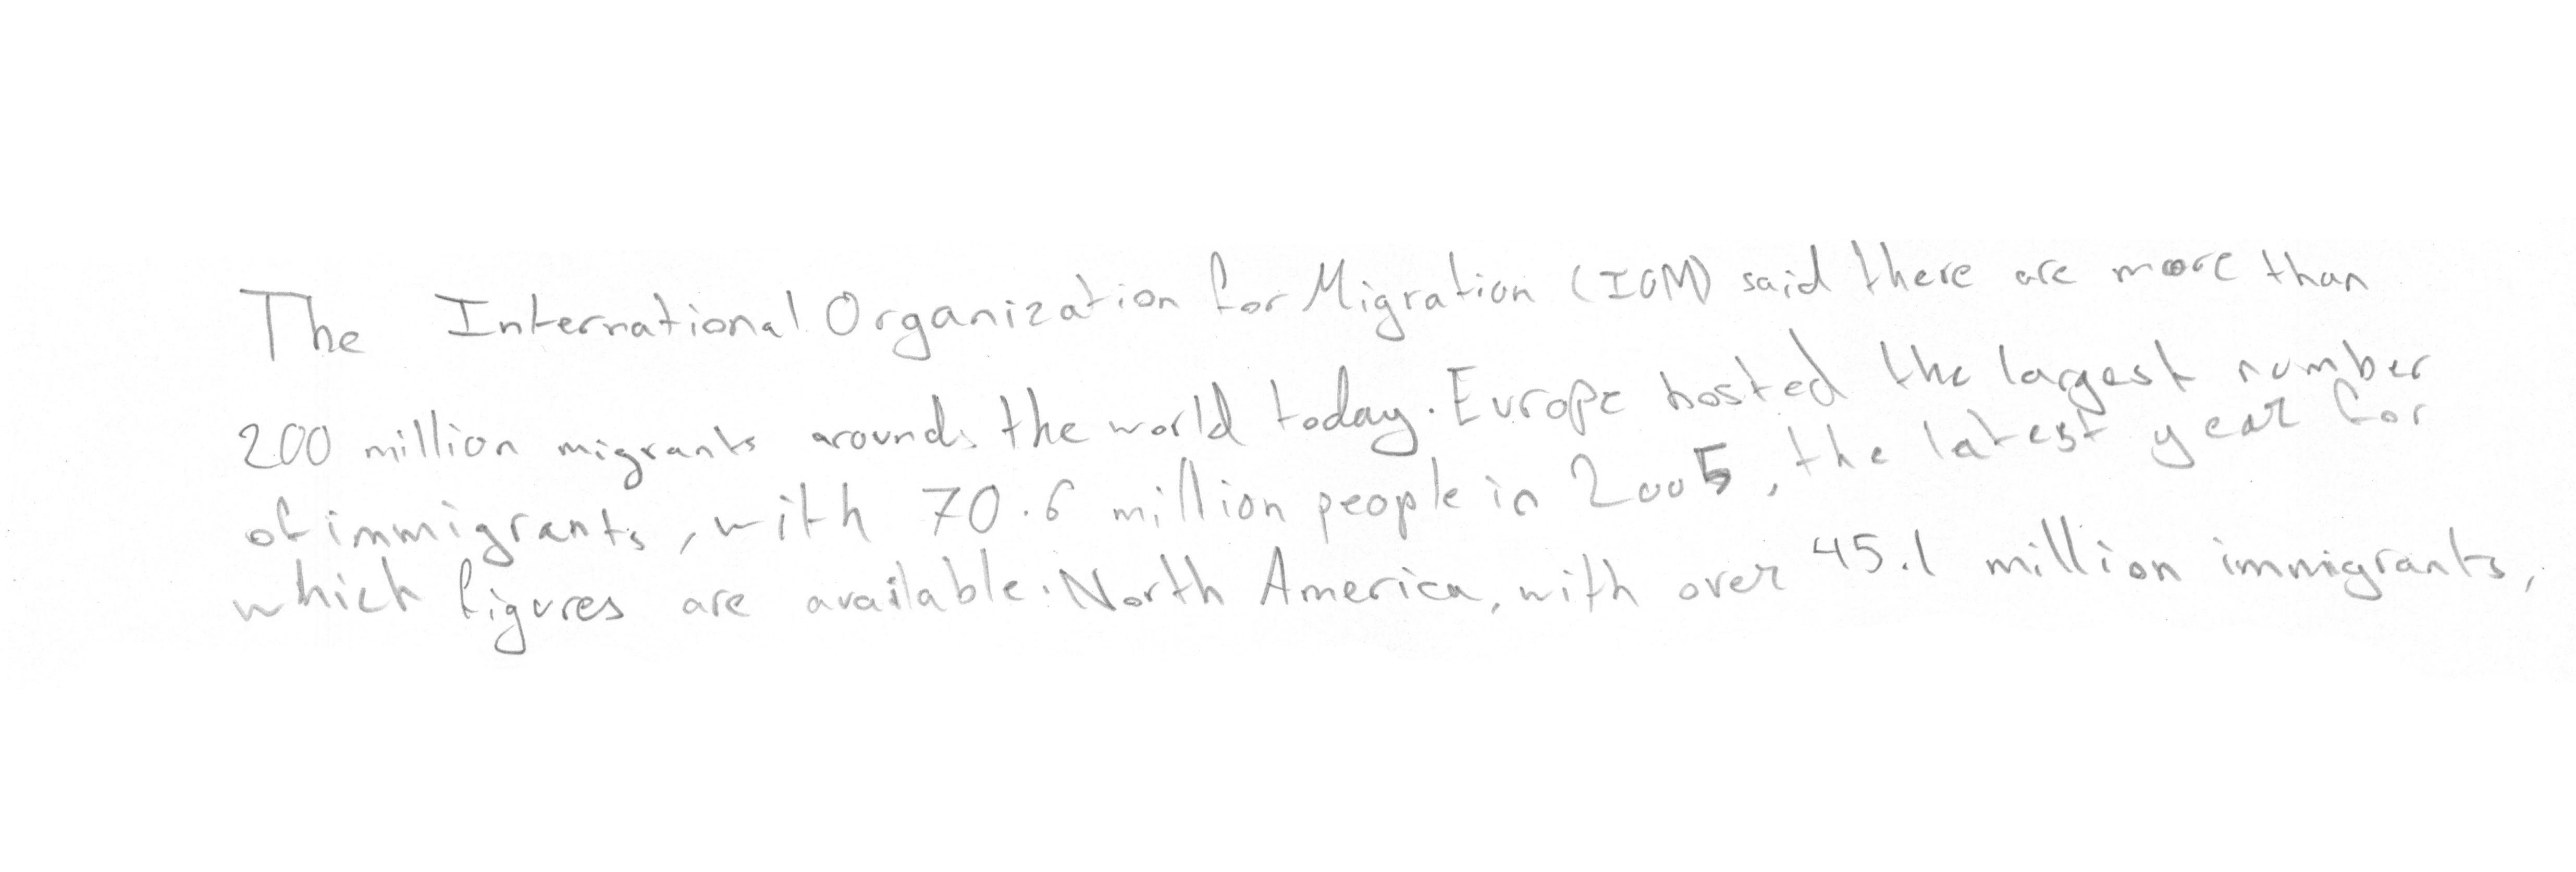 The International Organization for Migration (IOM) said there are more than
200 million migrants around the world today. Europe hosted the largest number
of immigrants, with 70.6 million people in 2005, the latest year for
which figures are available. North America, with over 45.1 million immigrants,